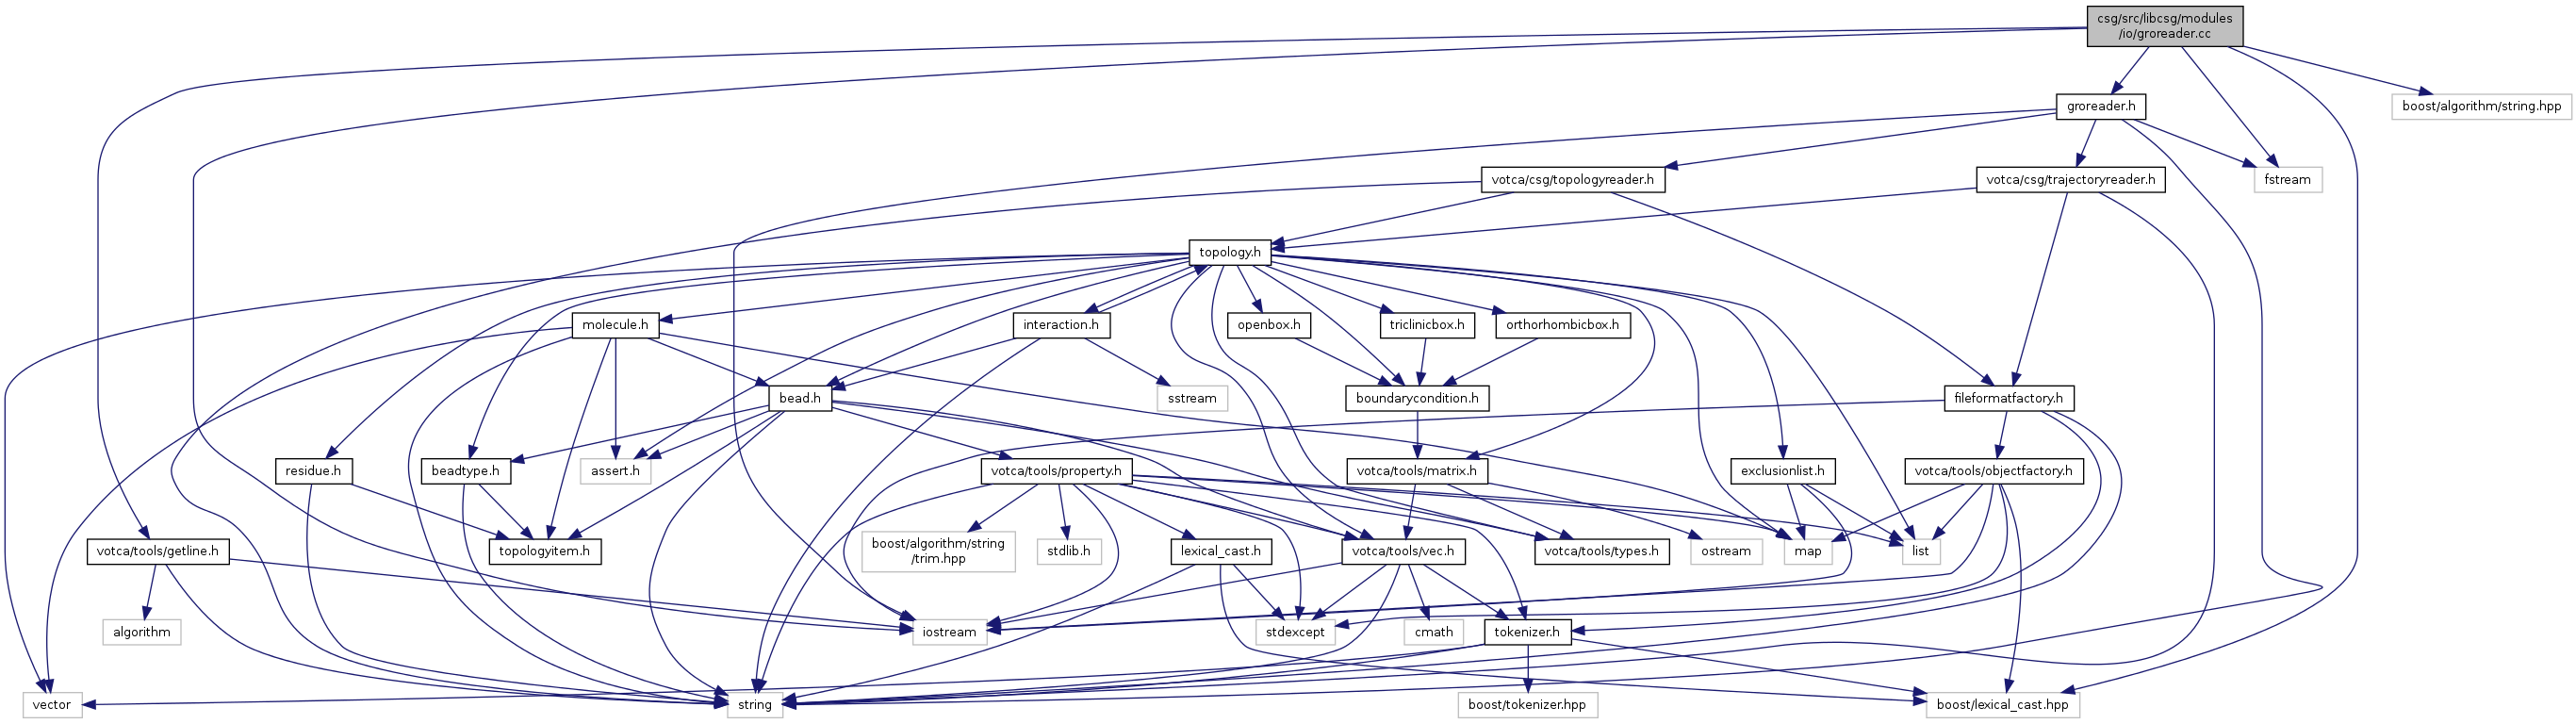 csg/src/libcsg/modules
/io/groreader.cc
groreader.h
boost/algorithm/string.hpp
votca/csg/topologyreader.h
votca/csg/trajectoryreader.h
fstream
topology.h
molecule.h
interaction.h
openbox.h
triclinicbox.h
orthorhombicbox.h
bead.h
sstream
boundarycondition.h
fileformatfactory.h
residue.h
beadtype.h
assert.h
votca/tools/property.h
votca/tools/matrix.h
exclusionlist.h
votca/tools/objectfactory.h
votca/tools/getline.h
topologyitem.h
boost/algorithm/string
/trim.hpp
stdlib.h
lexical_cast.h
votca/tools/vec.h
votca/tools/types.h
ostream
map
list
algorithm
iostream
stdexcept
cmath
tokenizer.h
vector
string
boost/tokenizer.hpp
boost/lexical_cast.hpp